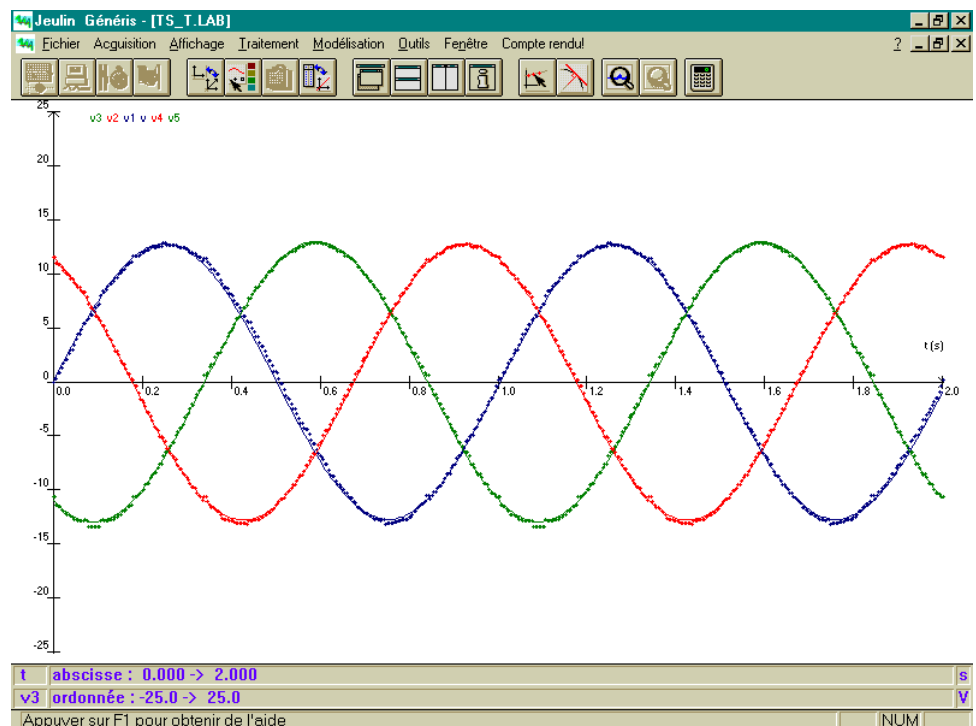 Jeulin Généris - [TS_T.LAB]
Fichier Acquisition Affichage Traitement Modélisation Outils Fenêtre Compte rendu! ?
25
v3 v2 v1 v v4 v5
20
15
10
5
t (s)
0
0.0 0.2 0.4 0.6 0.8 1.0 1.2 1.4 1.6 1.8 2.0
-5
-10
-15
-20
-25
t abscisse : 0.000 -> 2.000 s
v3 ordonnée : -25.0 -> 25.0 V
Appuyer sur F1 pour obtenir de l'aide NUM